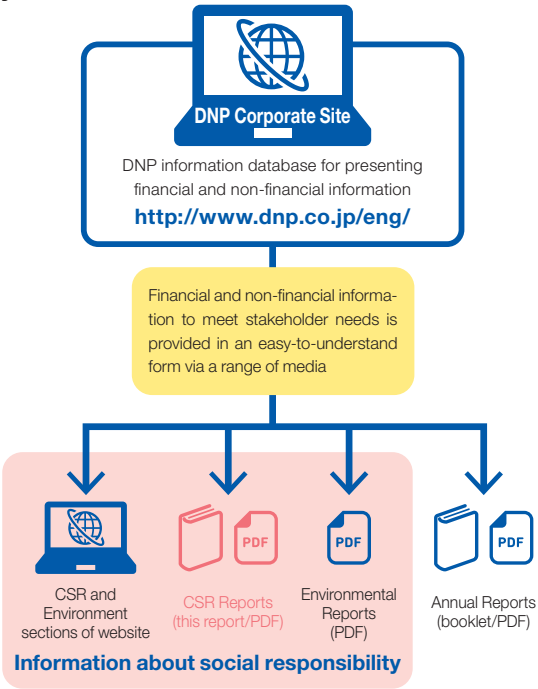 DNP Corporate Site
DNP information database for presenting
financial and non-financial information
http://www.dnp.co.jp/eng/
Financial and non-financial informa-
tion to meet stakeholder needs is
provided in an easy-to-understand
form via a range of media
PDF
PDF
PDF
CSR and
Environment
sections of website
CSR Reports
(this report/PDF)
Environmental
Reports
(PDF)
Annual Reports
(booklet/PDF)
Information about social responsibility